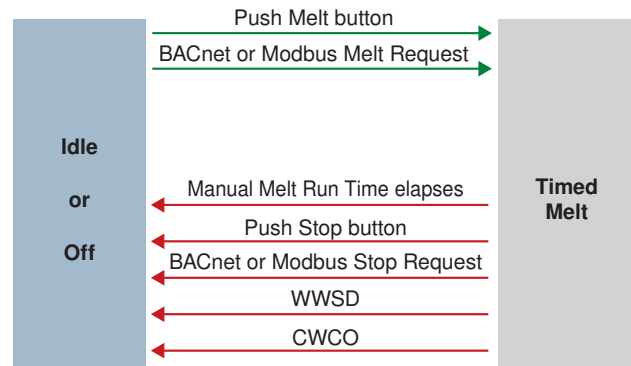 Push Melt button
BACnet or Modbus Melt Request
Idle
or
Off
Manual Melt Run Time elapses
Push Stop button
BACnet or Modbus Stop Request
WWSD
CWCO
Timed
Melt